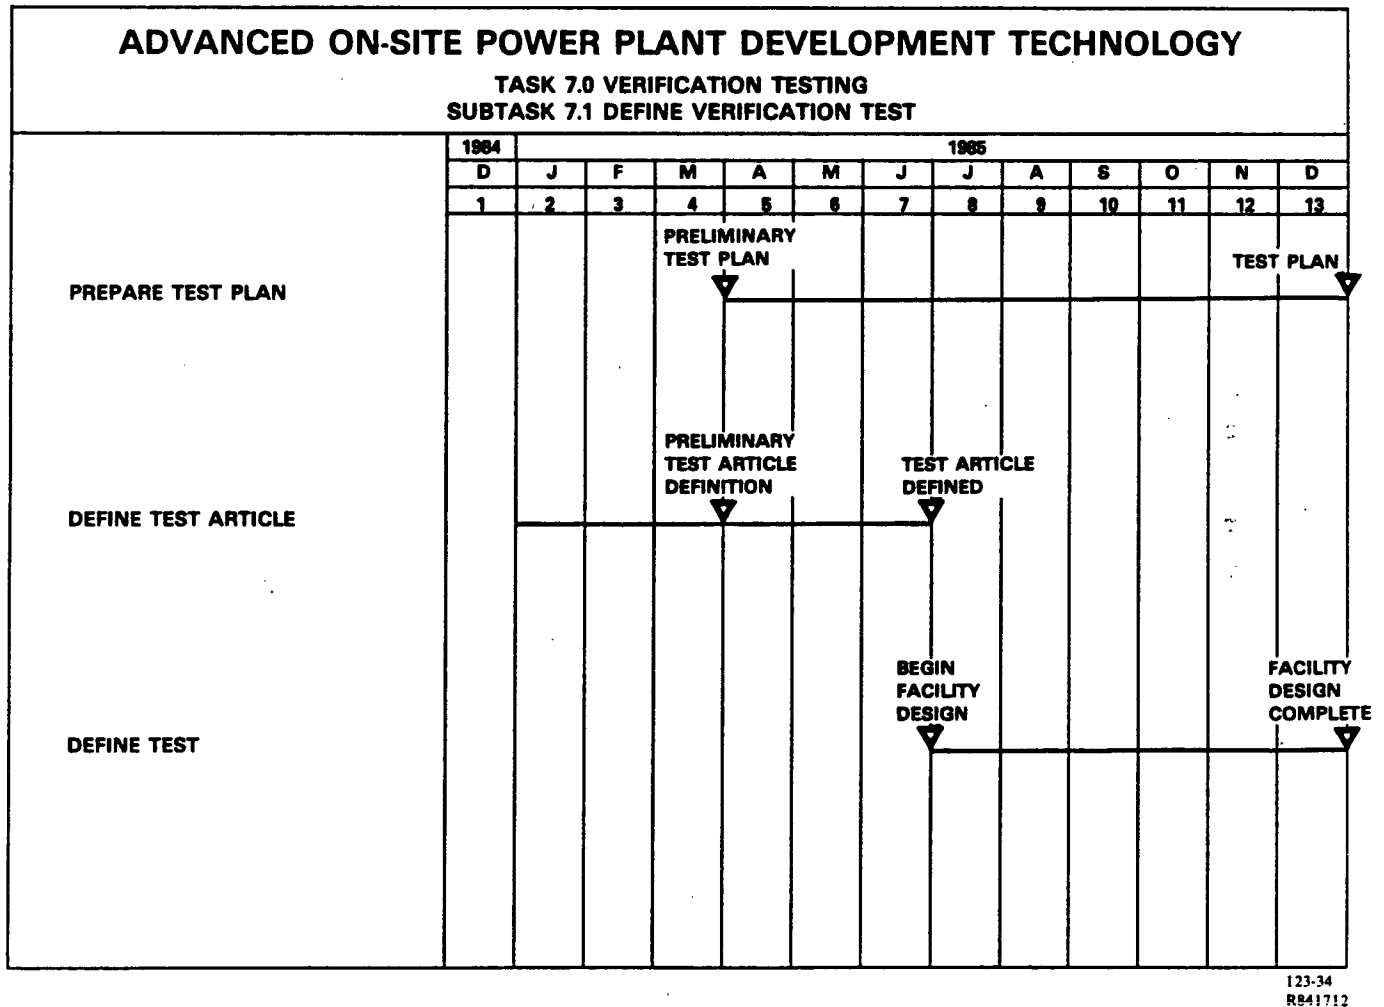 ADVANCED ON-SITE POWER PLANT DEVELOPMENT TECHNOLOGY
TASK 7.0 VERIFICATION TESTING
SUBTASK 7.1 DEFINE VERIFICATION TEST
1984 1985
D J F M A M J J A S O N D
1 2 3 4 5 6 7 8 9 10 11 12 13
PRELIMINARY
TEST PLAN
TEST PLAN
PREPARE TEST PLAN
PRELIMINARY
TEST ARTICLE
DEFINITION
TEST ARTICLE
DEFINED
DEFINE TEST ARTICLE
BEGIN
FACILITY
DESIGN
FACILITY
DESIGN
COMPLETE
DEFINE TEST
123-34
R841712